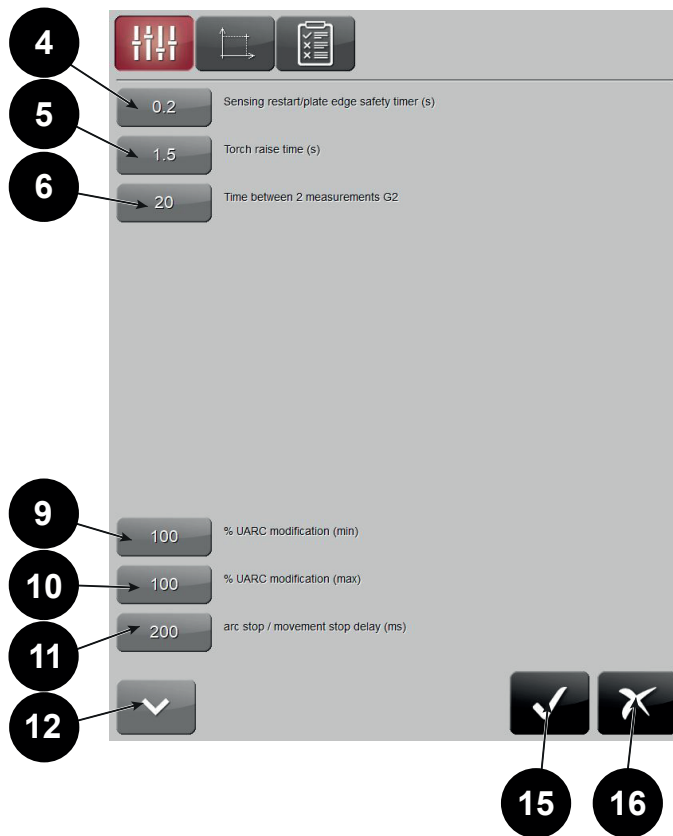 4
0.2 Sensing restart/plate edge safety timer (s)
5
1.5 Torch raise time (s)
6
20 Time between 2 measurements G2
9
100 % UARC modification (min)
10
100 % UARC modification (max)
11
200 arc stop / movement stop delay (ms)
12
15 16